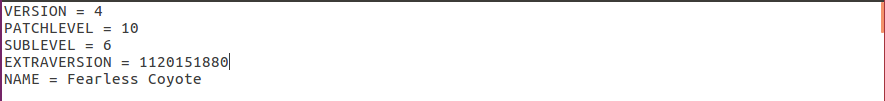 VERSION = 4
PATCHLEVEL = 10
SUBLEVEL = 6
EXTRAVERSION = 1120151880
NAME = Fearless Coyote